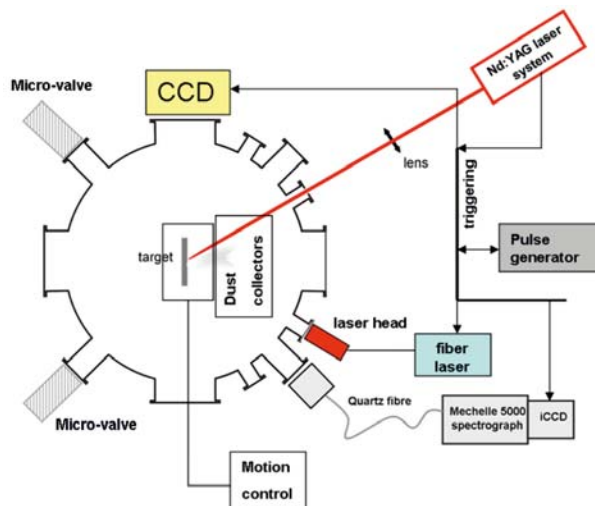 Nd:YAG laser
system
Micro-valve
CCD
lens
triggering
target
Dust
collectors
Pulse
generator
laser head
fiber
laser
Quartz fibre
Mechelle 5000
spectrograph
iCCD
Micro-valve
Motion
control